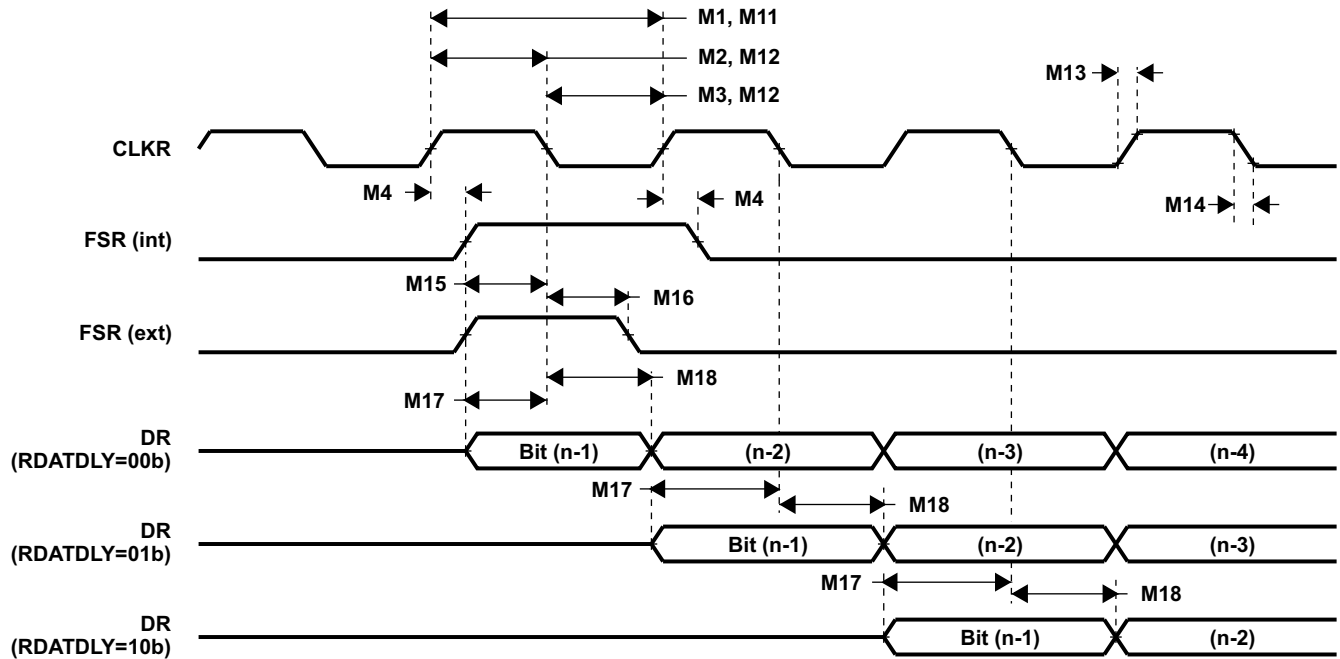 M1, M11
M2, M12
M3, M12
M13
CLKR
M4
M4
M14
FSR (int)
M15
M16
FSR (ext)
M18
M17
DR
(RDATDLY=00b)
Bit (n-1)
(n-2)
(n-3)
(n-4)
M17
M18
DR
(RDATDLY=01b)
Bit (n-1)
(n-2)
(n-3)
M17
M18
DR
(RDATDLY=10b)
Bit (n-1)
(n-2)